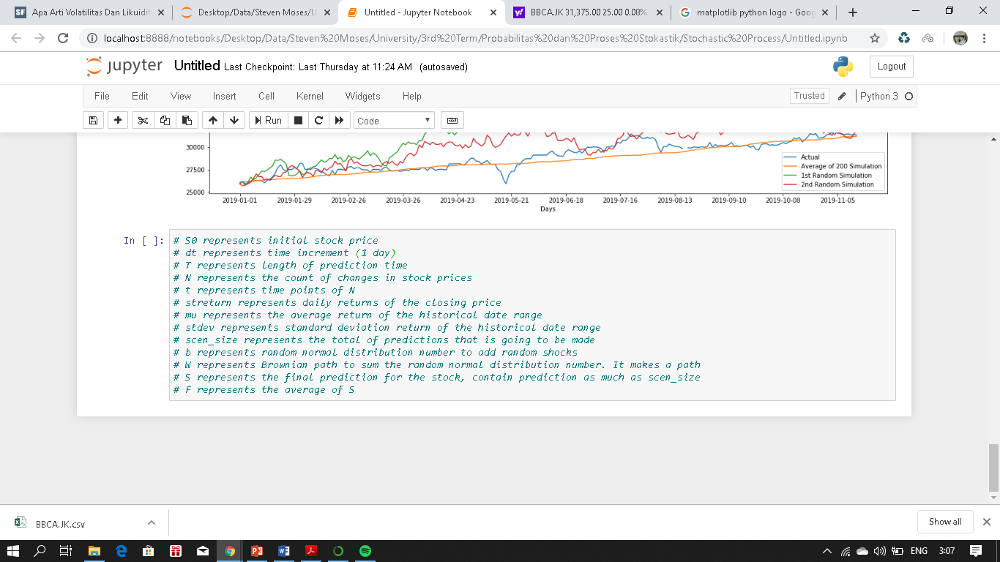 Apa Arti Volatilitas Dan Likuidit
Desktop/Data/Steven Moses/U
Untitled - Jupyter Notebook
BBCA.JK 31,375.00 25.00 0.08%
matplotlib python logo - Goog
localhost:8888/notebooks/Desktop/Data/Steven%20Moses/University/3rd%20Term/Probabilitas%20dan%20Proses%20Stokastik/Stochastic%20Process/Untitled.ipynb
jupyter Untitled Last Checkpoint: Last Thursday at 11:24 AM (autosaved)
Logout
File Edit View Insert Cell Kernel Widgets Help
Trusted
Python 3
Run
Code
30000
27500
25000
Actual
Average of 200 Simulation
1st Random Simulation
2nd Random Simulation
2019-01-01 2019-01-29 2019-02-26 2019-03-26 2019-04-23 2019-05-21 2019-06-18 2019-07-16 2019-08-13 2019-09-10 2019-10-08 2019-11-05
Days
In [ ]:
# S0 represents initial stock price
# dt represents time increment (1 day)
# T represents length of prediction time
# N represents the count of changes in stock prices
# t represents time points of N
# streturn represents daily returns of the closing price
# mu represents the average return of the historical date range
# stdev represents standard deviation return of the historical date range
# scen_size represents the total of predictions that is going to be made
# b represents random normal distribution number to add random shocks
# W represents Brownian path to sum the random normal distribution number. It makes a path
# S represents the final prediction for the stock, contain prediction as much as scen_size
# F represents the average of S
BBCA.JK.csv
Show all
ENG 3:07